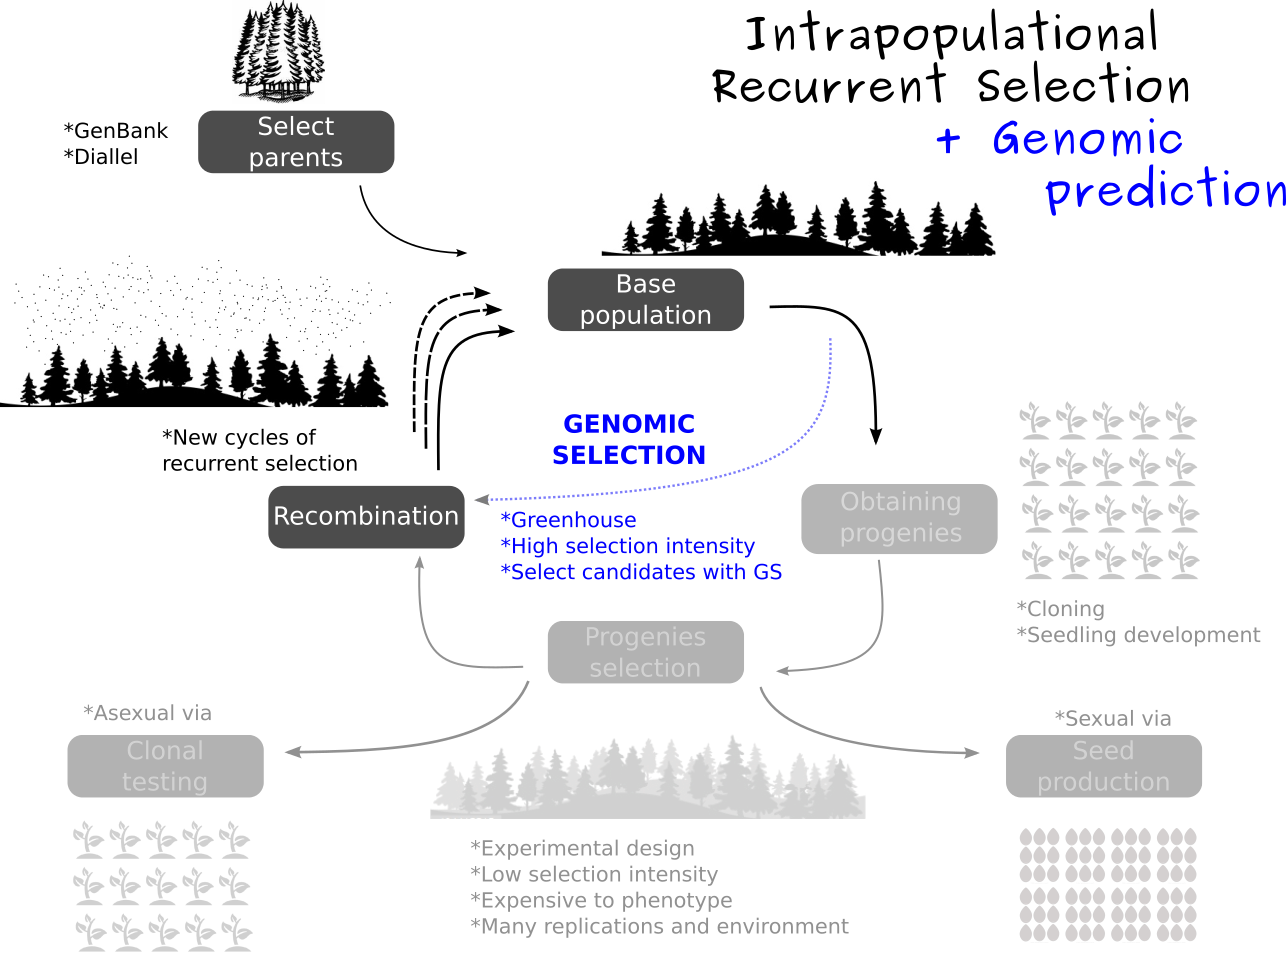 Intrapopulational
Recurrent Selection
+ Genomic
prediction
*GenBank
*Diallel
Select
parents
Base
population
*New cycles of
recurrent selection
GENOMIC
SELECTION
Recombination
*Greenhouse
*High selection intensity
*Select candidates with GS
Obtaining
progenies
*Cloning
*Seedling development
Progenies
selection
*Asexual via
Clonal
testing
*Sexual via
Seed
production
*Experimental design
*Low selection intensity
*Expensive to phenotype
*Many replications and environment